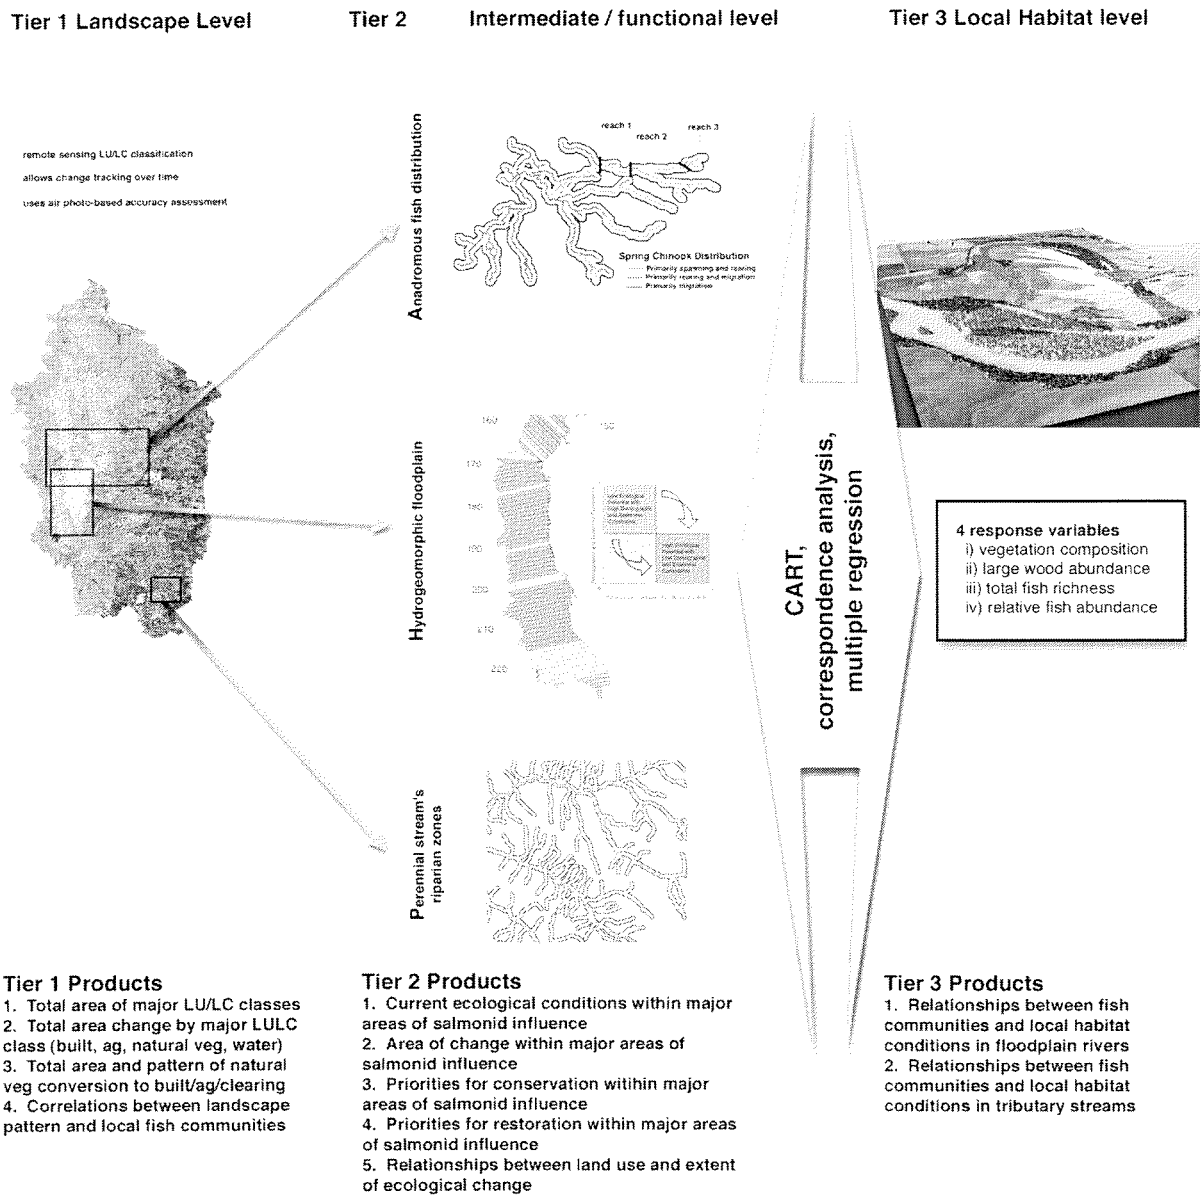 Tier 1 Landscape Level
Tier 2
Intermediate / functional level
Tier 3 Local Habitat level
remote sensing LU/LC classification
allows change tracking over time
uses air photo-based accuracy assessment
Anadromous fish distribution
reach 1
reach 2
reach 3
Spring Chinook Distribution
Primarily spawning and rearing
Primarily rearing and migration
Primarily migration
Hydrogeomorphic floodplain
160
150
170
180
190
200
210
220
Perennial stream's
riparian zones
CART,
correspondence analysis,
multiple regression
4 response variables
i) vegetation composition
ii) large wood abundance
iii) total fish richness
iv) relative fish abundance
Tier 1 Products
1. Total area of major LU/LC classes
2. Total area change by major LULC
class (built, ag, natural veg, water)
3. Total area and pattern of natural
veg conversion to built/ag/clearing
4. Correlations between landscape
pattern and local fish communities
Tier 2 Products
1. Current ecological conditions within major
areas of salmonid influence
2. Area of change within major areas of
salmonid influence
3. Priorities for conservation witihin major
areas of salmonid influence
4. Priorities for restoration within major areas
of salmonid influence
5. Relationships between land use and extent
of ecological change
Tier 3 Products
1. Relationships between fish
communities and local habitat
conditions in floodplain rivers
2. Relationships between fish
communities and local habitat
conditions in tributary streams